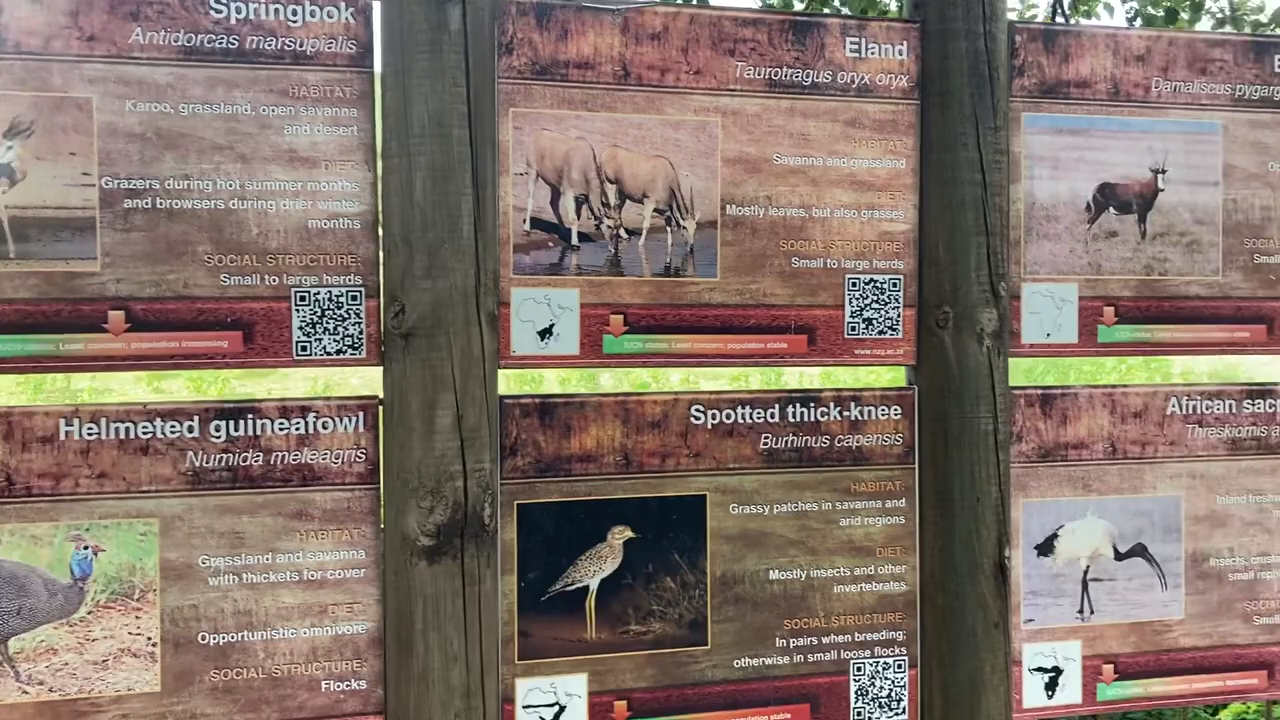 Springbok
Antidorcas marsupialis
HABITAT:
Karoo, grassland, open savanna
and desert
DIET:
Grazers during hot summer months
and browsers during drier winter
months
SOCIAL STRUCTURE:
Small to large herds
IUCN status: Least concern; population increasing
Eland
Taurotragus oryx oryx
HABITAT:
Savanna and grassland
DIET:
Mostly leaves, but also grasses
SOCIAL STRUCTURE:
Small to large herds
IUCN status: Least concern; population stable
www.nzg.ac.za
Damaliscus pygarg
SOCIAL
Small
Helmeted guineafowl
Numida meleagris
HABITAT:
Grassland and savanna
with thickets for cover
DIET:
Opportunistic omnivore
SOCIAL STRUCTURE:
Flocks
Spotted thick-knee
Burhinus capensis
HABITAT:
Grassy patches in savanna and
arid regions
DIET:
Mostly insects and other
invertebrates
SOCIAL STRUCTURE:
In pairs when breeding;
otherwise in small loose flocks
population stable
African sac
Threskiornis a
Inland freshw
Insects, crus
small rep
Small